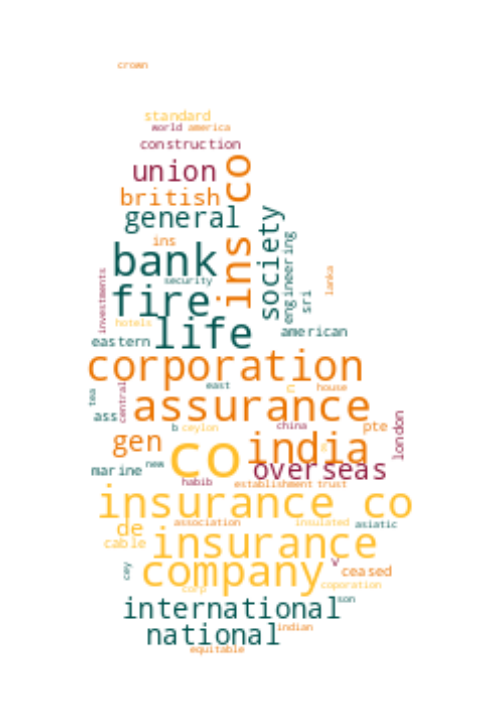 crown
standard
world america
construction
union
co
british
general
society
ins
engineering
bank
security
ins
lanka
investments
fire
sri
hotels
life
american
eastern
corporation
east
c
house
tea
central
assurance
ass
b ceylon
china
pte
london
gen
co
india
marine
new
overseas
habib
establishment trust
insurance co
association
insulated
asiatic
de
cable
insurance
cey
company
v
ceased
corp
coporation
international
son
national
indian
equitable